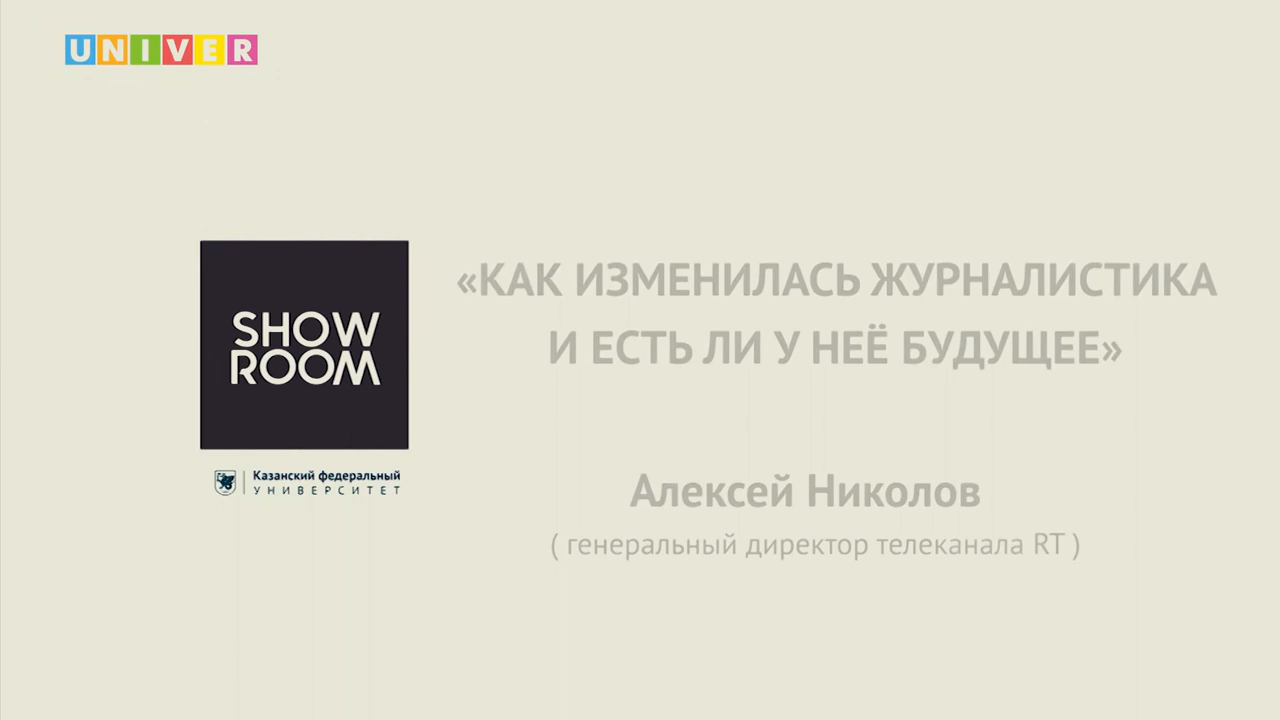 UNIVER
SHOW
ROOM
Казанский федеральный
УНИВЕРСИТЕТ
«КАК ИЗМЕНИЛАСЬ ЖУРНАЛИСТИКА
И ЕСТЬ ЛИ У НЕЁ БУДУЩЕЕ»
Алексей Николов
( генеральный директор телеканала RT )